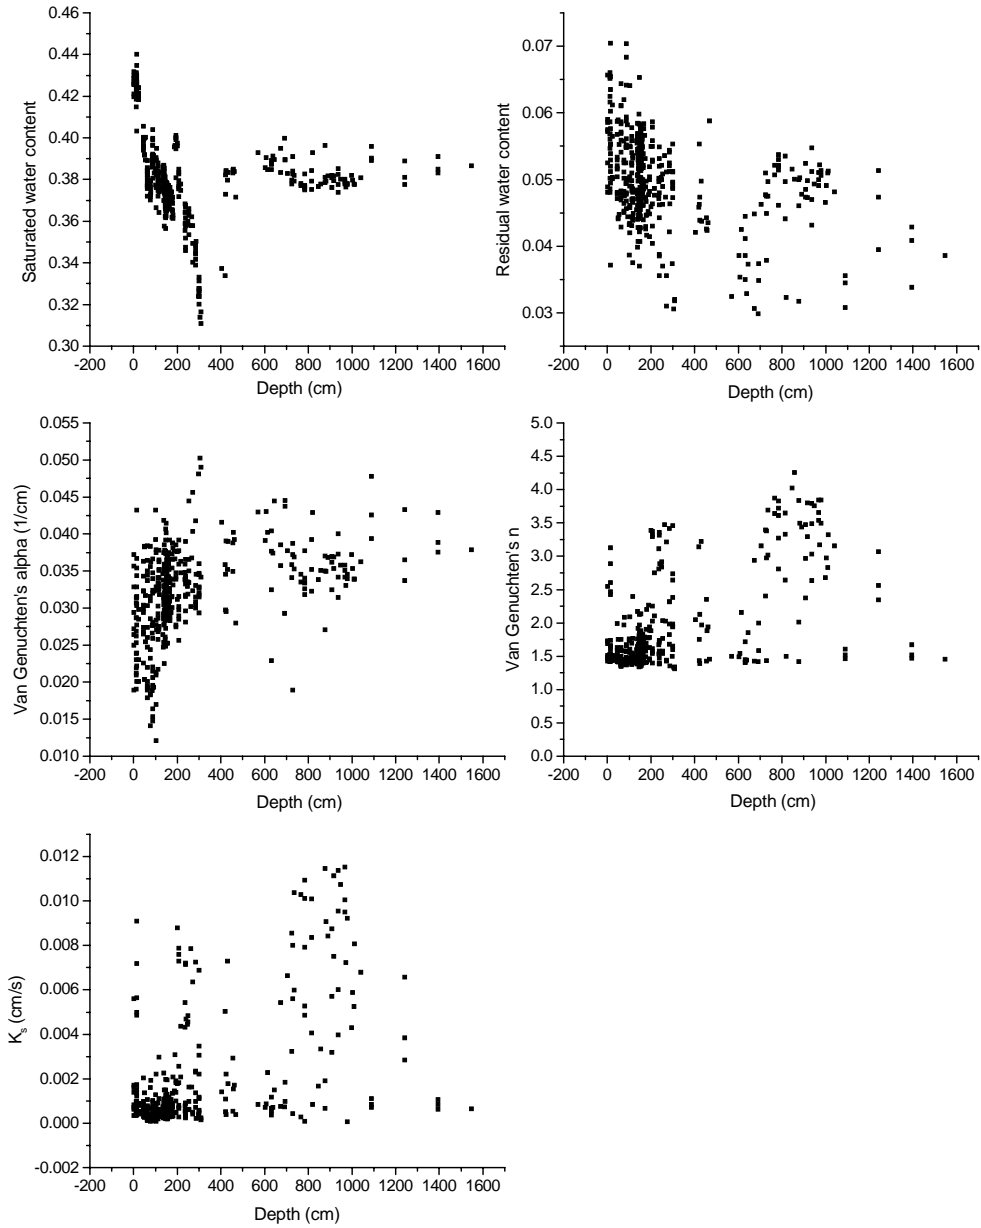 0.46
0.44
0.42
0.40
0.38
0.36
0.34
0.32
0.30
Saturated water content
-200 0 200 400 600 800 1000 1200 1400 1600
Depth (cm)
0.07
0.06
0.05
0.04
0.03
Residual water content
-200 0 200 400 600 800 1000 1200 1400 1600
Depth (cm)
0.055
0.050
0.045
0.040
0.035
0.030
0.025
0.020
0.015
0.010
Van Genuchten's alpha (1/cm)
-200 0 200 400 600 800 1000 1200 1400 1600
Depth (cm)
5.0
4.5
4.0
3.5
3.0
2.5
2.0
1.5
1.0
0.5
0.0
Van Genuchten's n
-200 0 200 400 600 800 1000 1200 1400 1600
Depth (cm)
0.012
0.010
0.008
0.006
0.004
0.002
0.000
-0.002
Ks (cm/s)
-200 0 200 400 600 800 1000 1200 1400 1600
Depth (cm)